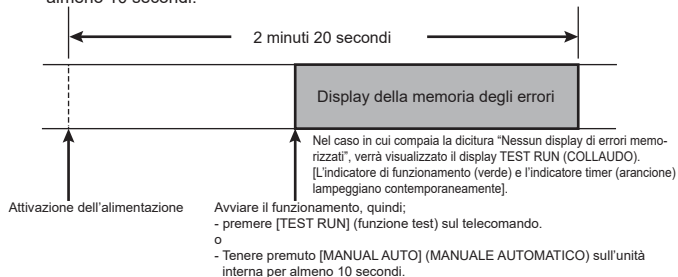 almeno 10 secondi.
2 minuti 20 secondi
Display della memoria degli errori
Nel caso in cui compaia la dicitura “Nessun display di errori memo-
rizzati”, verrà visualizzato il display TEST RUN (COLLAUDO).
[L’indicatore di funzionamento (verde) e l’indicatore timer (arancione)
lampeggiano contemporaneamente].
Attivazione dell’alimentazione
Avviare il funzionamento, quindi;
- premere [TEST RUN] (funzione test) sul telecomando.
o
- Tenere premuto [MANUAL AUTO] (MANUALE AUTOMATICO) sull’unità
interna per almeno 10 secondi.